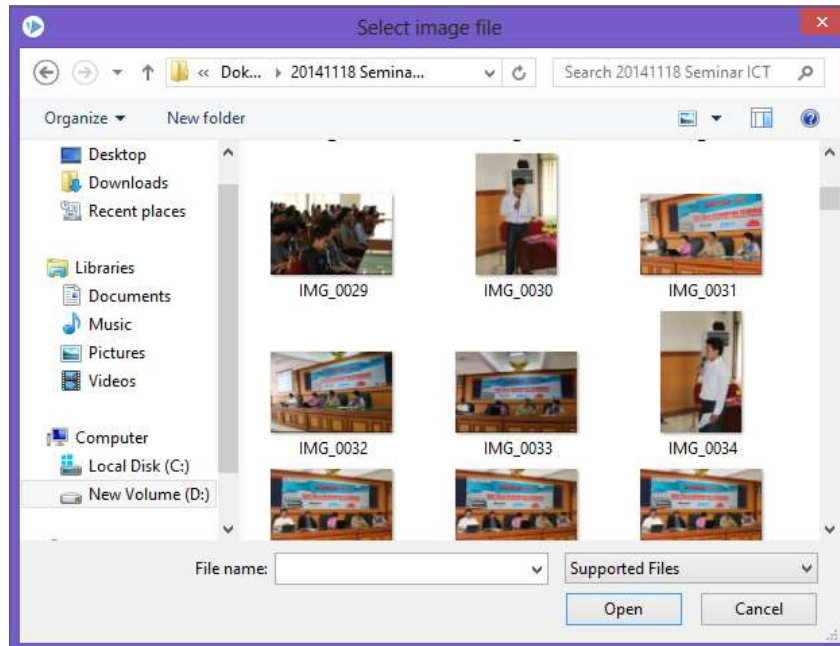 Select image file
« Dok... 20141118 Semina...
Search 20141118 Seminar ICT
Organize
New folder
Desktop
Downloads
Recent places
Libraries
Documents
Music
Pictures
Videos
Computer
Local Disk (C:)
New Volume (D:)
IMG_0029 IMG_0030 IMG_0031
IMG_0032 IMG_0033 IMG_0034
File name:
Supported Files
Open
Cancel